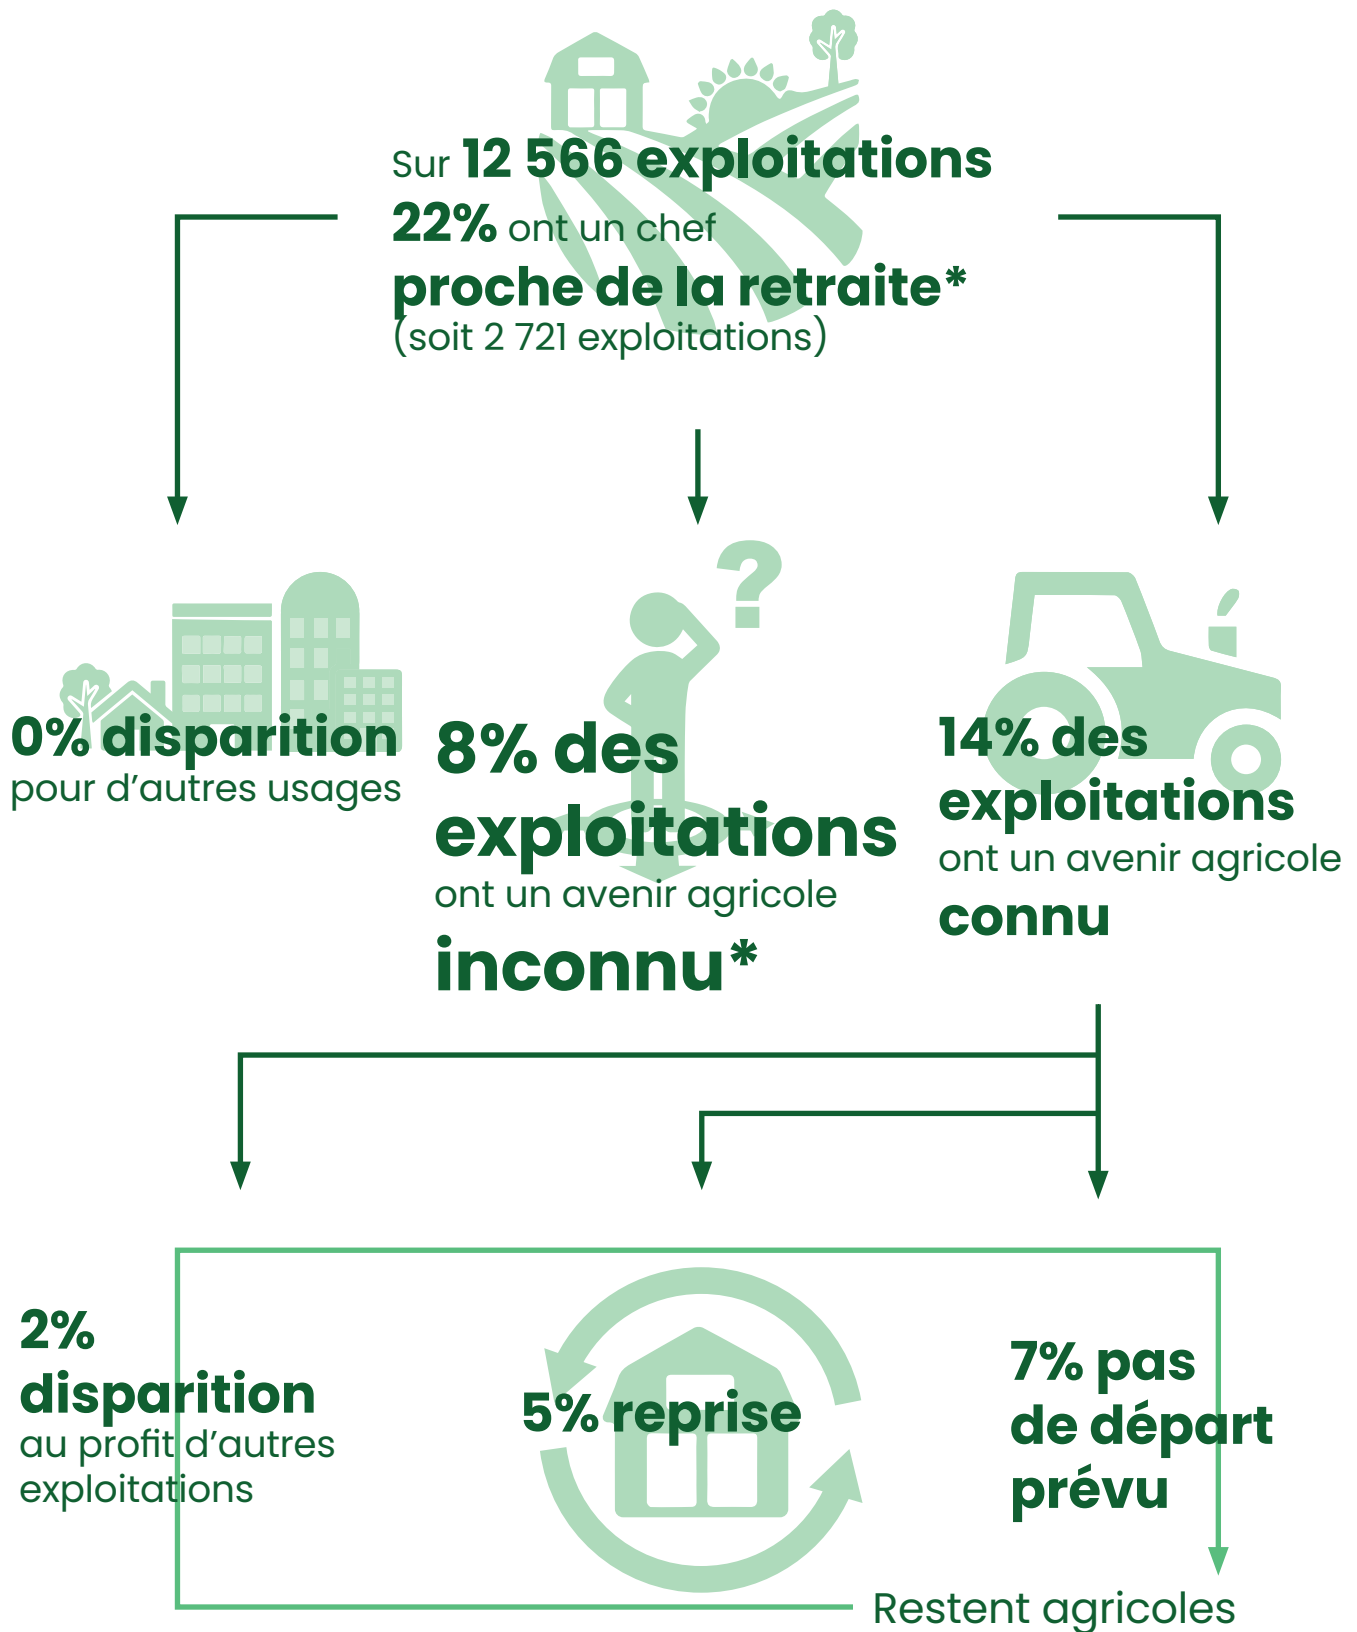 Sur 12 566 exploitations
22% ont un chef
proche de la retraite*
(soit 2 721 exploitations)
?
0% disparition
pour d’autres usages
8% des
exploitations
ont un avenir agricole
inconnu*
14% des
exploitations
ont un avenir agricole
connu
2%
disparition
au profit d’autres
exploitations
5% reprise
7% pas
de départ
prévu
Restent agricoles